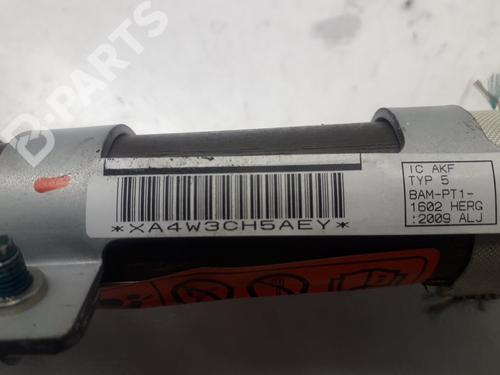 B-PARTS
IC AKF
TYP 5
BAM-PT1-
1602 HERG
:2009 ALJ
*XA4W3CH5AEY*